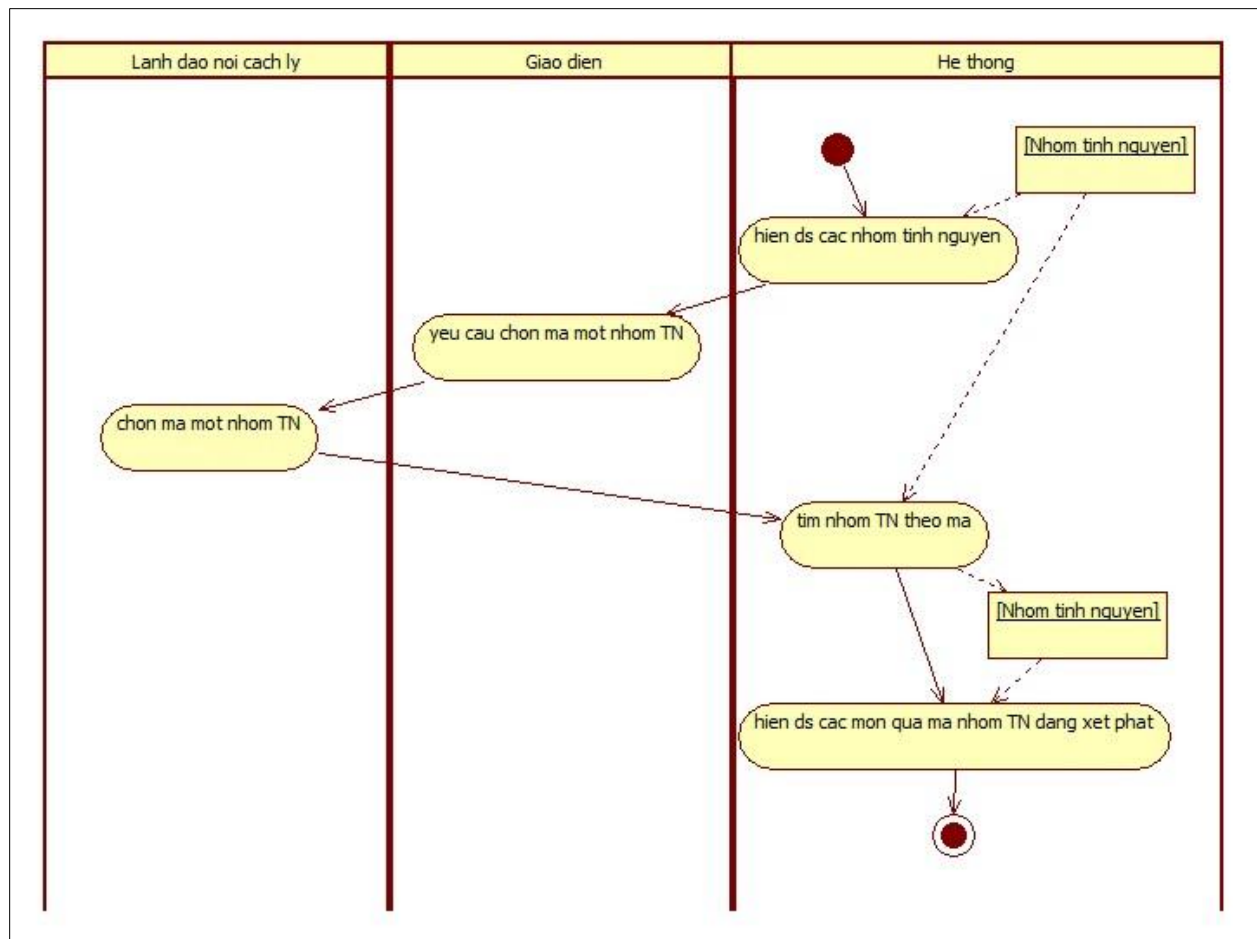 Lanh dao noi cach ly
Giao dien
He thong
[Nhom tinh nguyen]
hien ds cac nhom tinh nguyen
yeu cau chon ma mot nhom TN
chon ma mot nhom TN
tim nhom TN theo ma
[Nhom tinh nguyen]
hien ds cac mon qua ma nhom TN dang xet phat